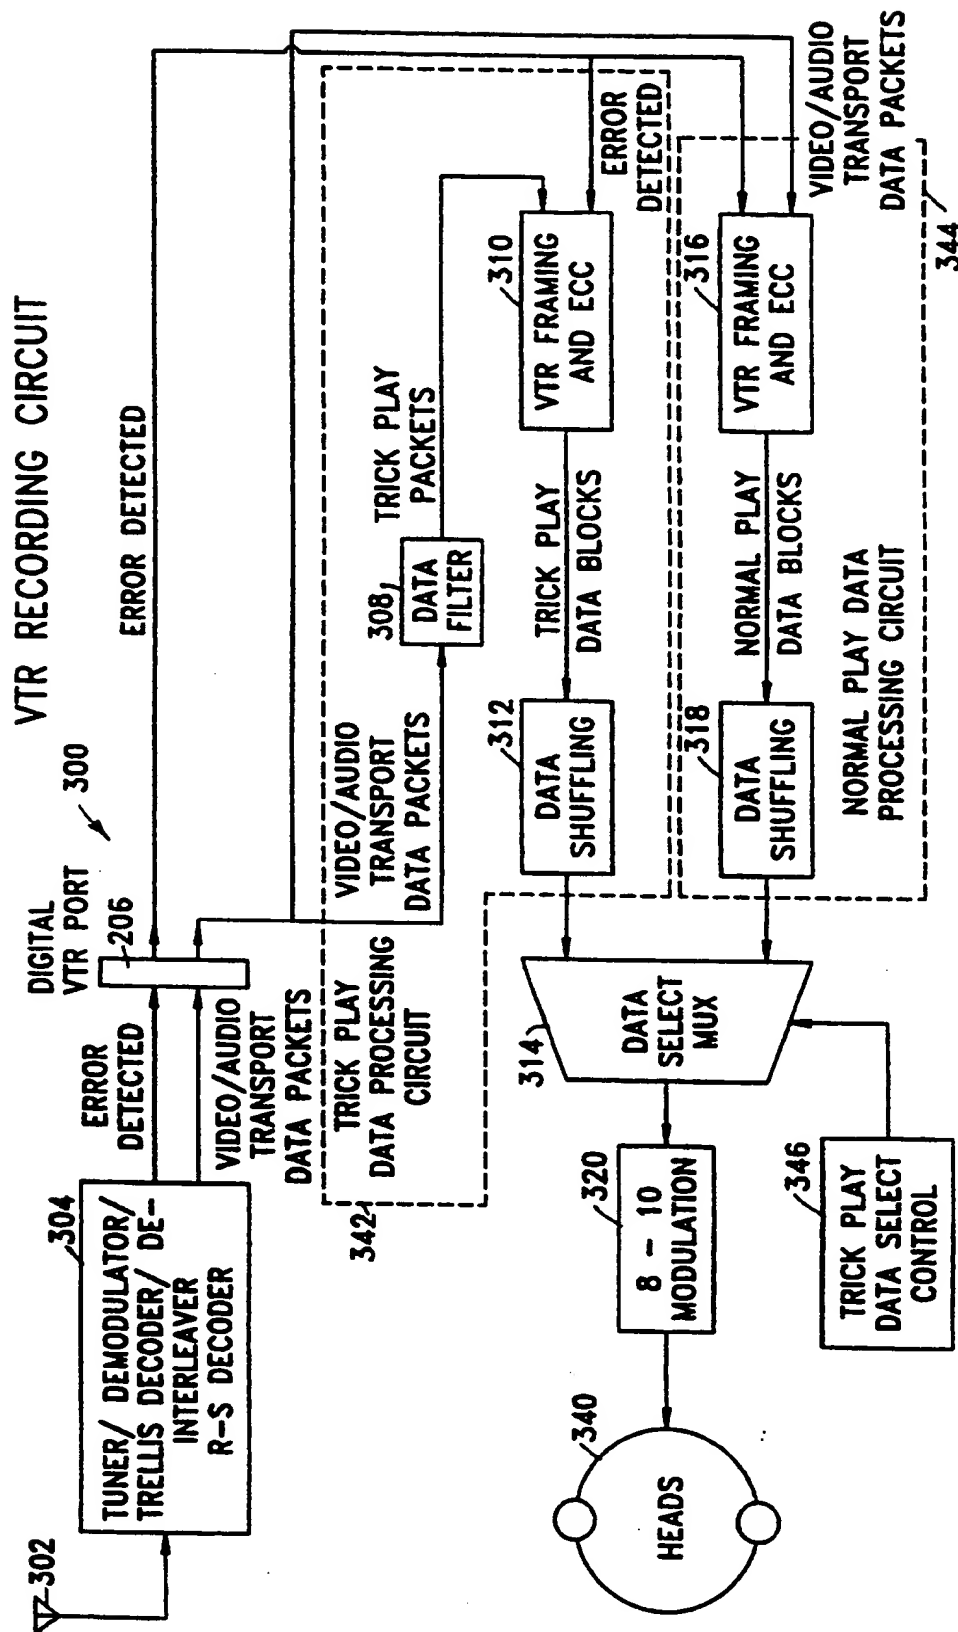 VTR RECORDING CIRCUIT
300
302
304
TUNER/ DEMODULATOR/
TRELLIS DECODER/ DE-
INTERLEAVER
R-S DECODER
ERROR
DETECTED
VIDEO/AUDIO
TRANSPORT
DATA PACKETS
DIGITAL
VTR PORT
206
ERROR DETECTED
342
TRICK PLAY
DATA PROCESSING
CIRCUIT
VIDEO/AUDIO
TRANSPORT
DATA PACKETS
308
DATA
FILTER
TRICK PLAY
PACKETS
ERROR
DETECTED
310
VTR FRAMING
AND ECC
TRICK PLAY
DATA BLOCKS
312
DATA
SHUFFLING
316
VTR FRAMING
AND ECC
NORMAL PLAY
DATA BLOCKS
318
DATA
SHUFFLING
NORMAL PLAY DATA
PROCESSING CIRCUIT
VIDEO/AUDIO
TRANSPORT
DATA PACKETS
344
314
DATA
SELECT
MUX
320
8 - 10
MODULATION
340
HEADS
346
TRICK PLAY
DATA SELECT
CONTROL